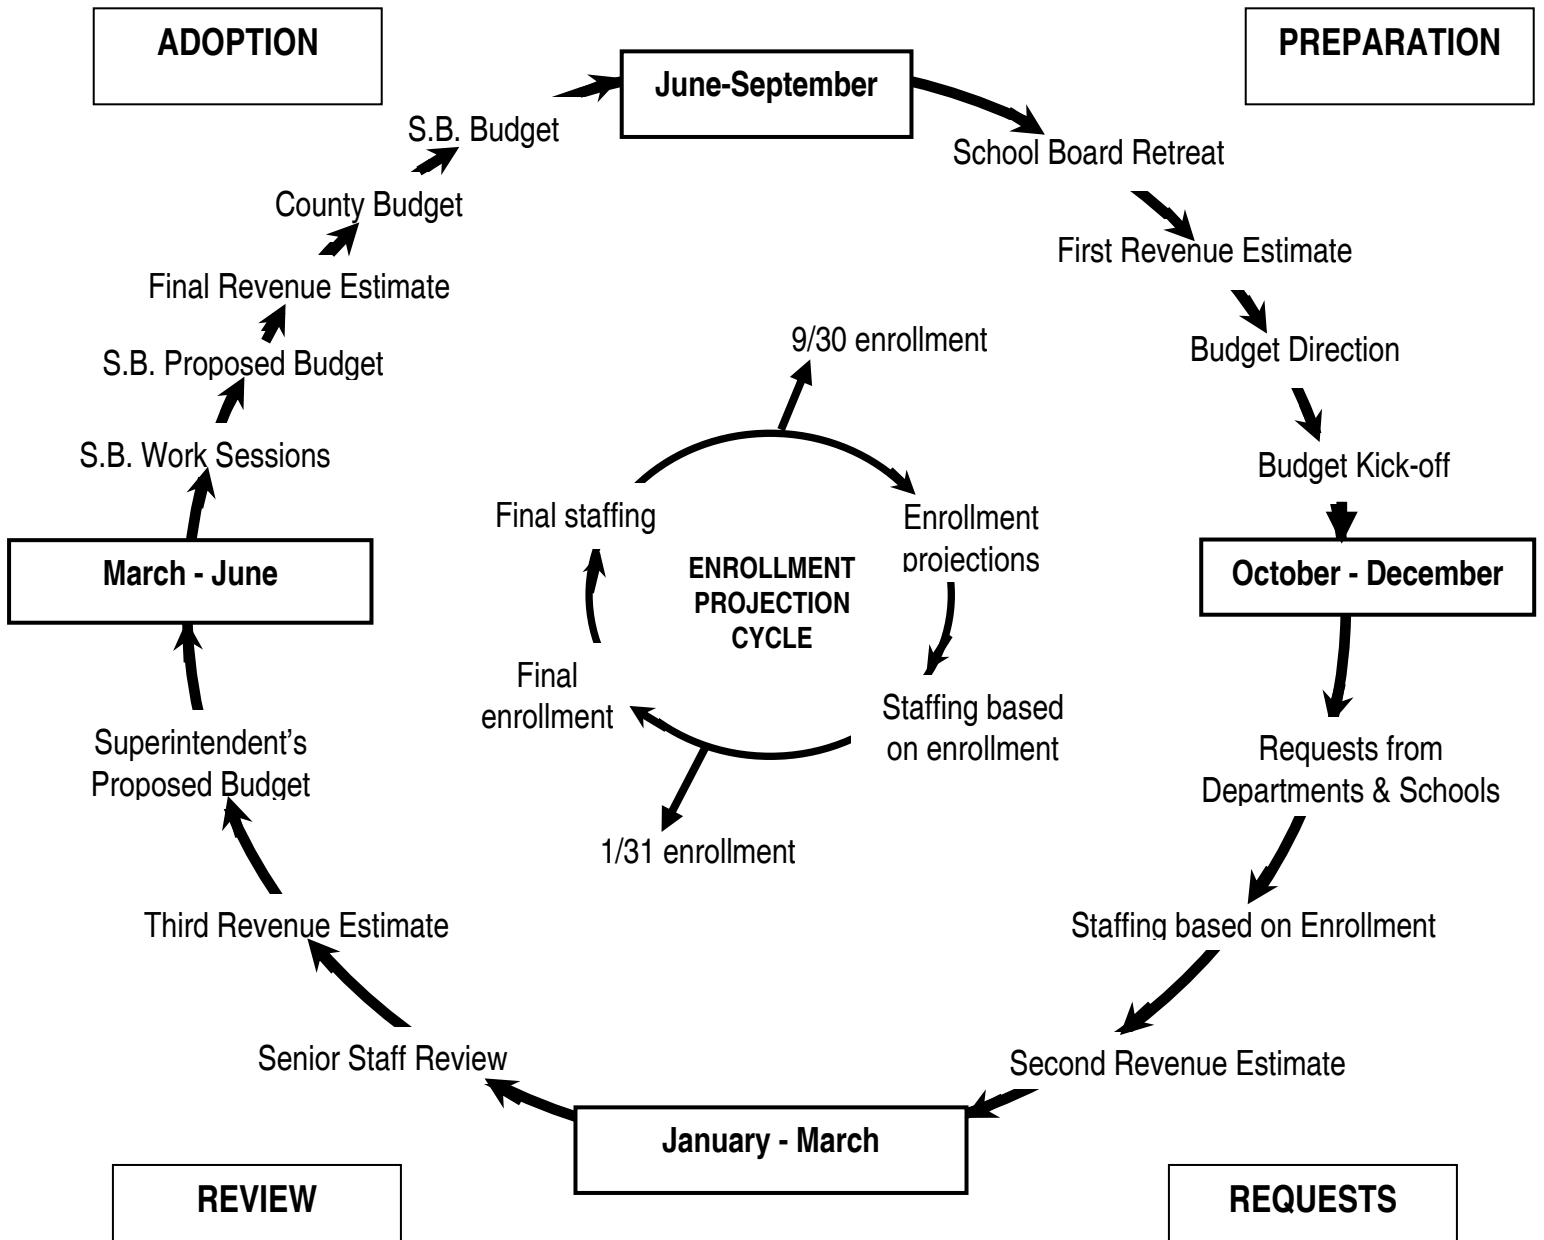 ADOPTION
PREPARATION
June-September
S.B. Budget
School Board Retreat
County Budget
First Revenue Estimate
Final Revenue Estimate
9/30 enrollment
Budget Direction
S.B. Proposed Budget
S.B. Work Sessions
Budget Kick-off
Final staffing
Enrollment
projections
March - June
ENROLLMENT
PROJECTION
CYCLE
October - December
Final
enrollment
Staffing based
on enrollment
Superintendent’s
Proposed Budget
Requests from
Departments & Schools
1/31 enrollment
Third Revenue Estimate
Staffing based on Enrollment
Senior Staff Review
Second Revenue Estimate
January - March
REVIEW
REQUESTS